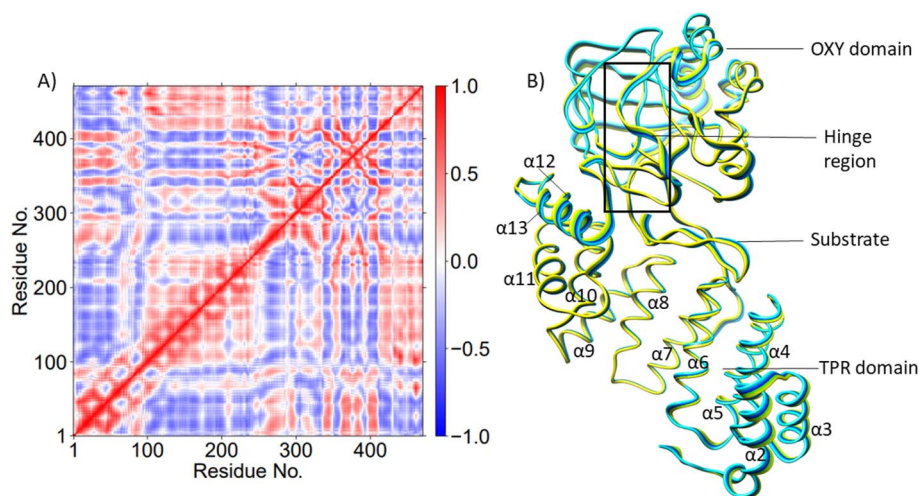 A)
1.0
0.5
0.0
−0.5
−1.0
400
300
200
100
1
Residue No.
1 100 200 300 400
Residue No.
B)
OXY domain
Hinge
region
α12
α13
Substrate
α11
α10
α8
α9
α7
α6
α4
TPR domain
α5
α3
α2